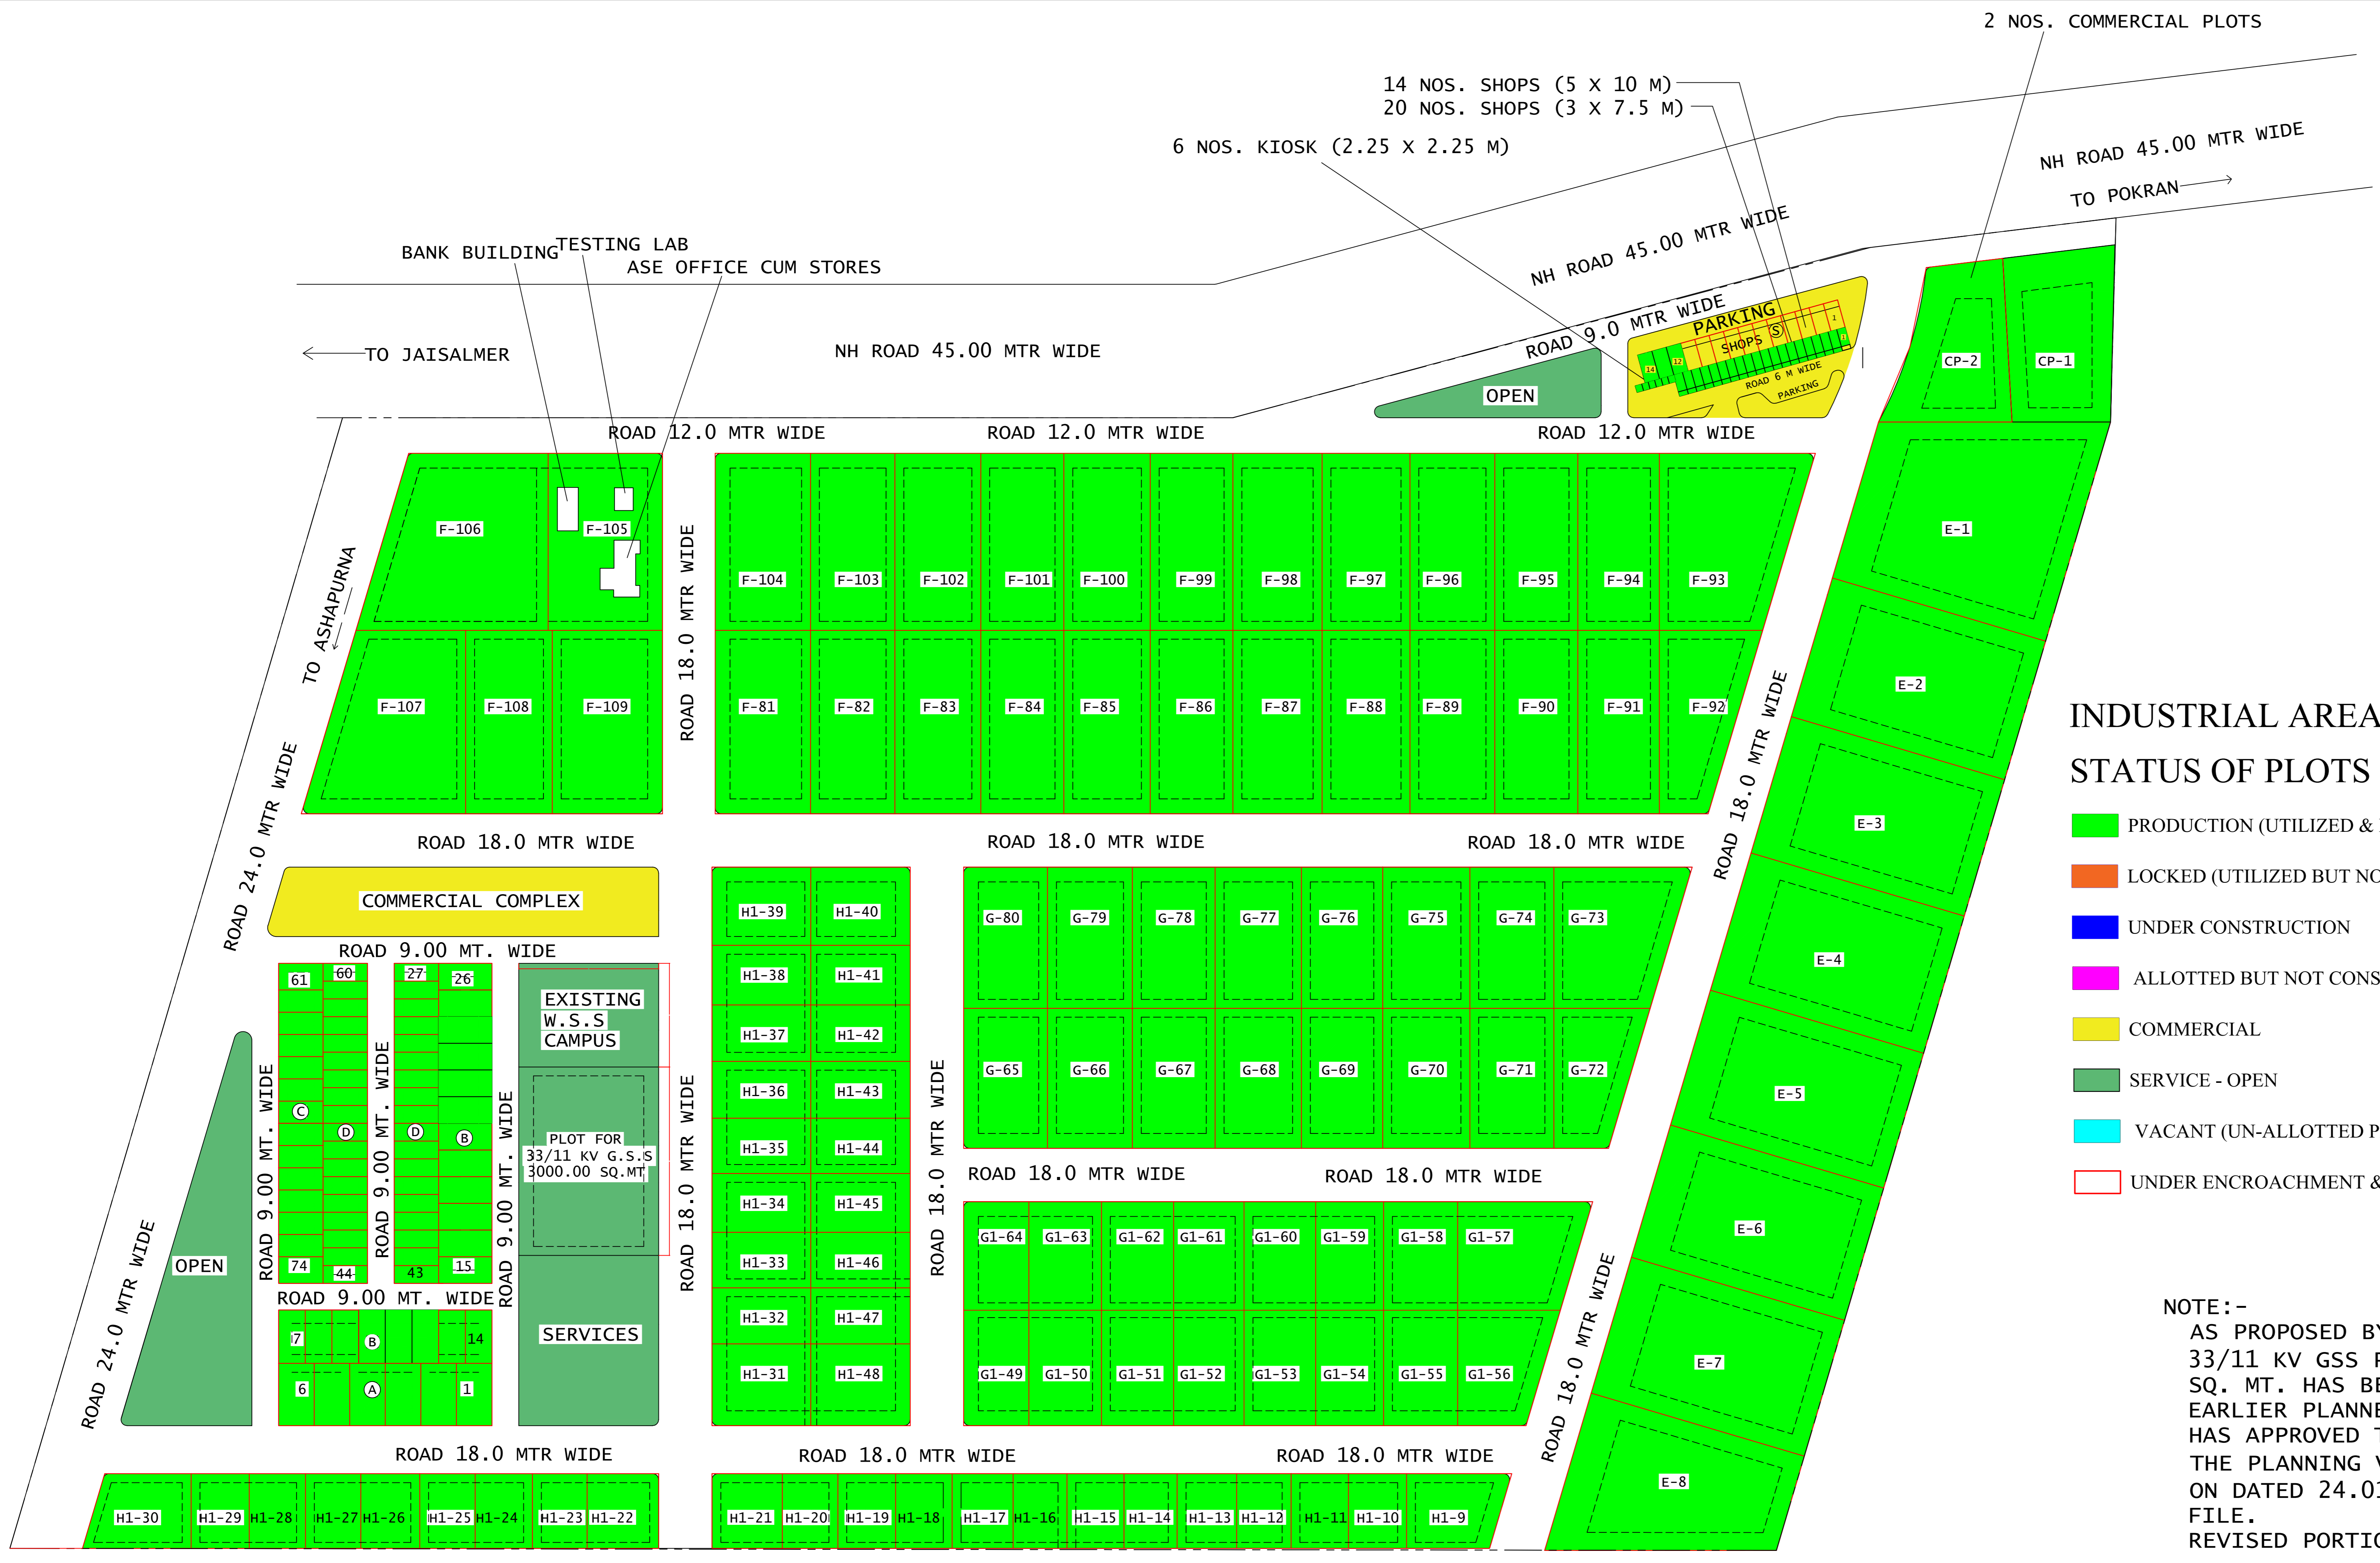 2 NOS. COMMERCIAL PLOTS
14 NOS. SHOPS (5 X 10 M)
20 NOS. SHOPS (3 X 7.5 M)
6 NOS. KIOSK (2.25 X 2.25 M)
NH ROAD 45.00 MTR WIDE
TO POKRAN
NH ROAD 45.00 MTR WIDE
BANK BUILDING
TESTING LAB
ASE OFFICE CUM STORES
TO JAISALMER
NH ROAD 45.00 MTR WIDE
ROAD 9.0 MTR WIDE
PARKING
SHOPS
S
1
14
12
1
ROAD 6 M WIDE
PARKING
OPEN
CP-2
CP-1
ROAD 12.0 MTR WIDE
ROAD 12.0 MTR WIDE
ROAD 12.0 MTR WIDE
F-106
F-105
F-104
F-103
F-102
F-101
F-100
F-99
F-98
F-97
F-96
F-95
F-94
F-93
E-1
TO ASHAPURNA
ROAD 18.0 MTR WIDE
F-107
F-108
F-109
F-81
F-82
F-83
F-84
F-85
F-86
F-87
F-88
F-89
F-90
F-91
F-92
E-2
ROAD 24.0 MTR WIDE
ROAD 18.0 MTR WIDE
ROAD 18.0 MTR WIDE
ROAD 18.0 MTR WIDE
ROAD 18.0 MTR WIDE
E-3
COMMERCIAL COMPLEX
ROAD 9.00 MT. WIDE
H1-39
H1-40
G-80
G-79
G-78
G-77
G-76
G-75
G-74
G-73
E-4
61
60
27
26
EXISTING
W.S.S
CAMPUS
H1-38
H1-41
H1-37
H1-42
G-65
G-66
G-67
G-68
G-69
G-70
G-71
G-72
E-5
H1-36
H1-43
C
D
D
B
ROAD 9.00 MT. WIDE
ROAD 9.00 MT. WIDE
ROAD 9.00 MT. WIDE
PLOT FOR
33/11 KV G.S.S
3000.00 SQ.MT
ROAD 18.0 MTR WIDE
ROAD 18.0 MTR WIDE
H1-35
H1-44
ROAD 18.0 MTR WIDE
ROAD 18.0 MTR WIDE
H1-34
H1-45
G1-64
G1-63
G1-62
G1-61
G1-60
G1-59
G1-58
G1-57
E-6
ROAD 24.0 MTR WIDE
OPEN
74
44
43
15
H1-33
H1-46
ROAD 9.00 MT. WIDE
7
B
14
SERVICES
H1-32
H1-47
ROAD 18.0 MTR WIDE
E-7
6
A
1
H1-31
H1-48
G1-49
G1-50
G1-51
G1-52
G1-53
G1-54
G1-55
G1-56
ROAD 18.0 MTR WIDE
ROAD 18.0 MTR WIDE
ROAD 18.0 MTR WIDE
E-8
H1-30
H1-29
H1-28
H1-27
H1-26
H1-25
H1-24
H1-23
H1-22
H1-21
H1-20
H1-19
H1-18
H1-17
H1-16
H1-15
H1-14
H1-13
H1-12
H1-11
H1-10
H1-9
INDUSTRIAL AREA
STATUS OF PLOTS
PRODUCTION (UTILIZED &
LOCKED (UTILIZED BUT
UNDER CONSTRUCTION
ALLOTTED BUT NOT
COMMERCIAL
SERVICE - OPEN
VACANT (UN-ALLOTTED
UNDER ENCROACHMENT &
NOTE:-
AS PROPOSED BY
33/11 KV GSS
SQ. MT. HAS
EARLIER
HAS APPROVED
THE PLANNING
ON DATED
FILE.
REVISED